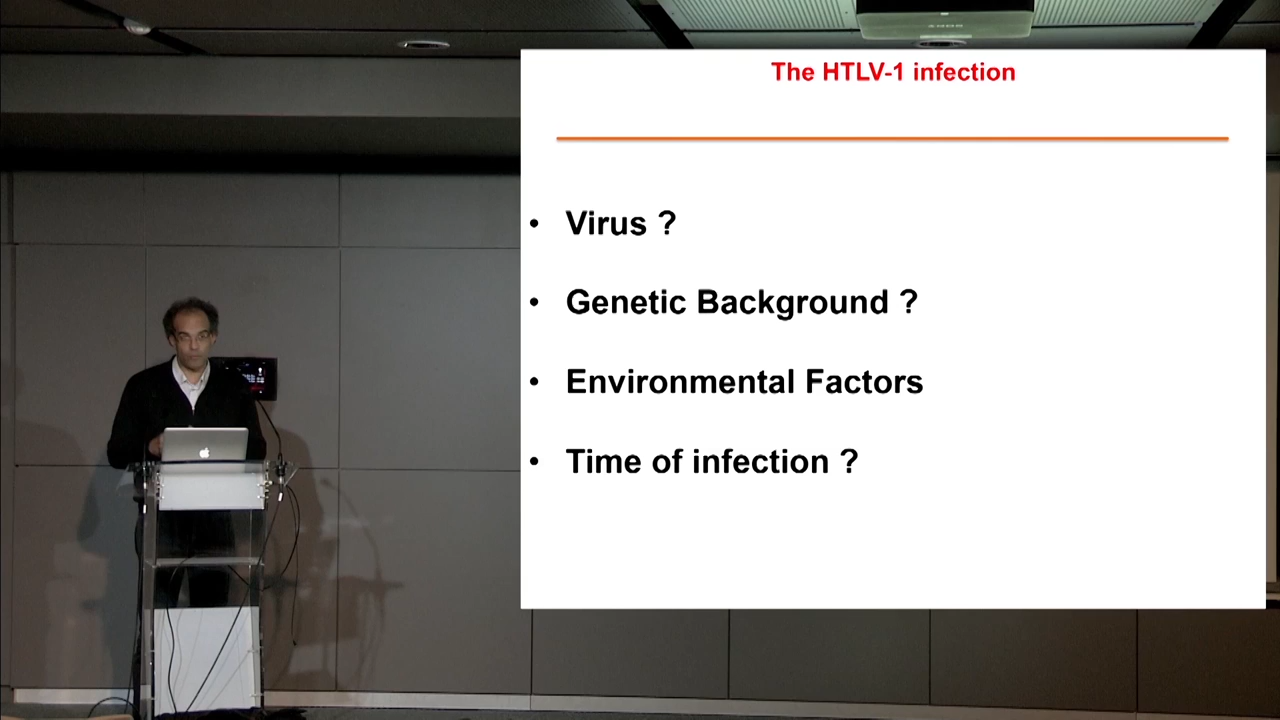 The HTLV-1 infection
• Virus ?
• Genetic Background ?
• Environmental Factors
• Time of infection ?